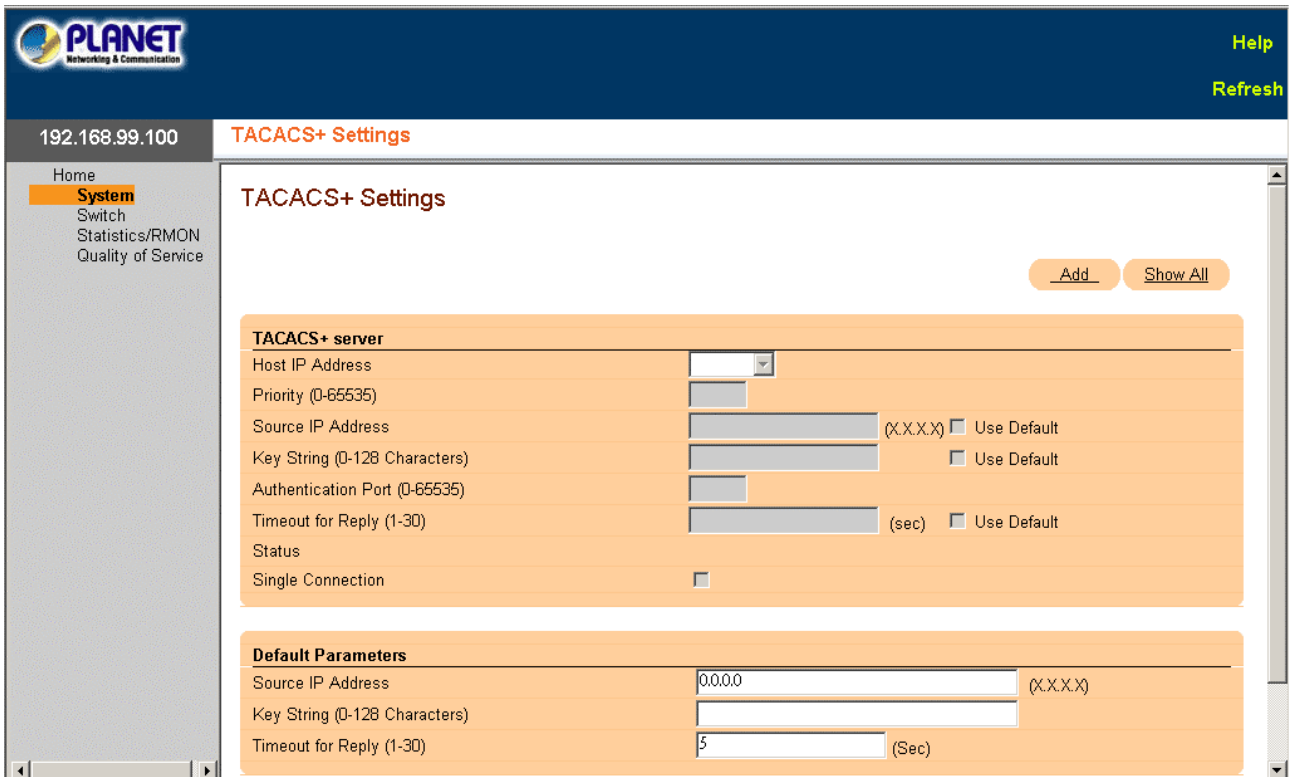 PLANET
Networking & Communication
Help
Refresh
192.168.99.100
TACACS+ Settings
Home
System
Switch
Statistics/RMON
Quality of Service
TACACS+ Settings
Add Show All
TACACS+ server
Host IP Address
Priority (0-65535)
Source IP Address (X.X.X.X) Use Default
Key String (0-128 Characters) Use Default
Authentication Port (0-65535)
Timeout for Reply (1-30) (sec) Use Default
Status
Single Connection
Default Parameters
Source IP Address 0.0.0.0 (X.X.X.X)
Key String (0-128 Characters)
Timeout for Reply (1-30) 5 (Sec)